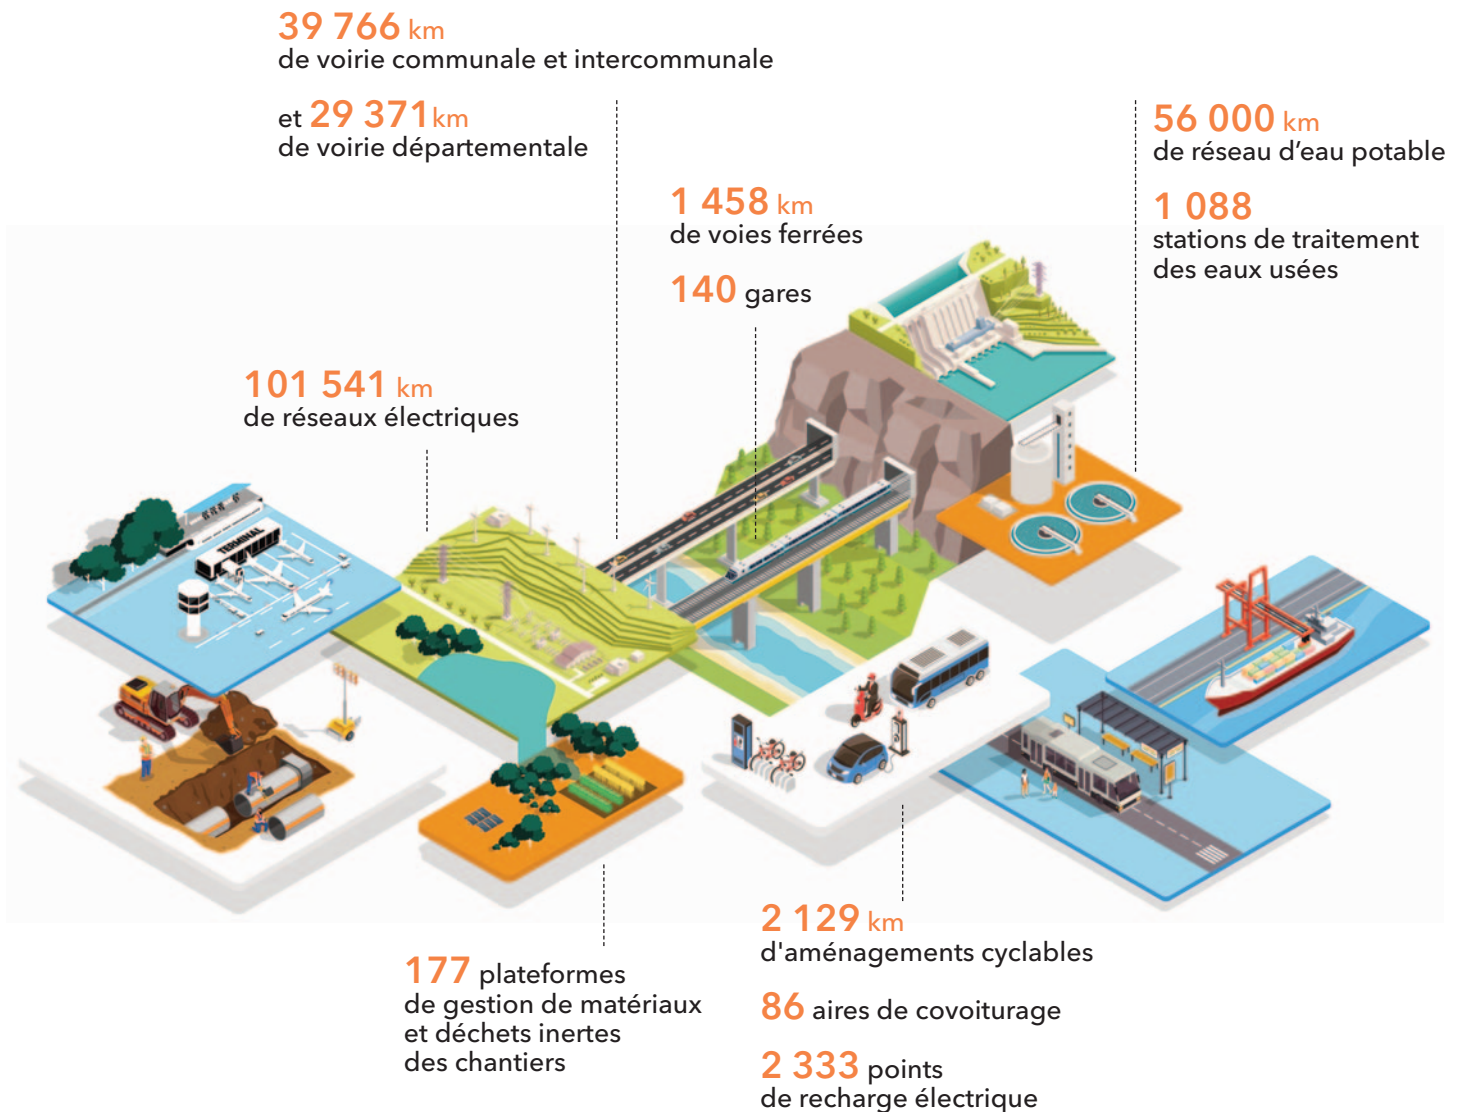 39 766 km
de voirie communale et intercommunale
et 29 371km
de voirie départementale
56 000 km
de réseau d'eau potable
1 088
stations de traitement
des eaux usées
1 458 km
de voies ferrées
140 gares
101 541 km
de réseaux électriques
TERMINAL
177 plateformes
de gestion de matériaux
et déchets inertes
des chantiers
2 129 km
d'aménagements cyclables
86 aires de covoiturage
2 333 points
de recharge électrique